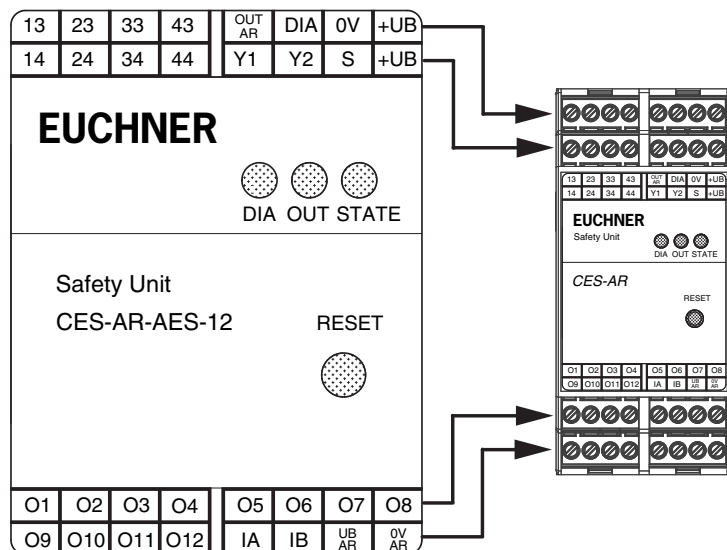 13 23 33 43 OUT AR DIA 0V +UB
14 24 34 44 Y1 Y2 S +UB
EUCHNER
DIA OUT STATE
Safety Unit
CES-AR-AES-12 RESET
O1 O2 O3 O4 O5 O6 O7 O8
O9 O10 O11 O12 IA IB UB AR 0V AR
13 23 33 43 OUT AR DIA 0V +UB
14 24 34 44 Y1 Y2 S +UB
EUCHNER
Safety Unit
DIA OUT STATE
CES-AR
RESET
O1 O2 O3 O4 O5 O6 O7 O8
O9 O10 O11 O12 IA IB UB AR 0V AR